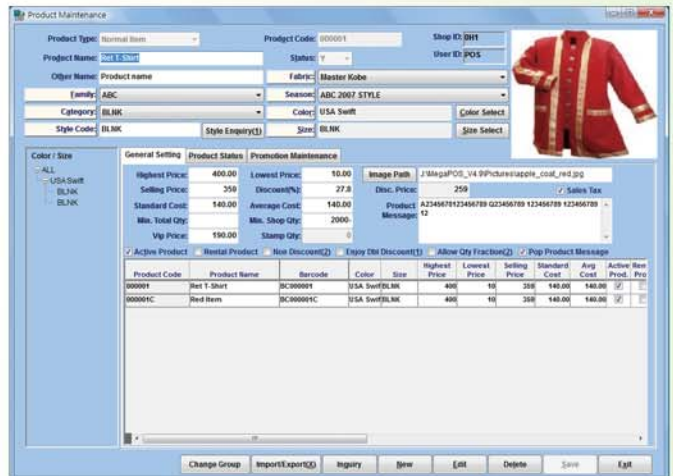 Product Maintenance
Product Type: Normal Item Product Code: 000001 Shop ID: 0H1
Product Name: Ret T-Shirt Status: Y User ID: POS
Other Name: Product name Fabric: Master Kobe
Family: ABC Season: ABC 2007 STYLE
Category: BLNK Color: USA Swift Color Select
Style Code: BLNK Style Enquiry(1) Size: BLNK Size Select
Color / Size General Setting Product Status Promotion Maintenance
ALL
USA Swift
BLNK
BLNK
Highest Price: 400.00 Lowest Price: 10.00 Image Path J:\MegaPOS_V4.9\Pictures\apple_coat_red.jpg
Selling Price: 359 Discount(%): 27.8 Disc. Price: 259 Sales Tax
Standard Cost: 140.00 Average Cost: 140.00 Product Message: A2345678123456789 Q23456789 123456789 123456789 12
Min. Total Qty: Min. Shop Qty: 2000-
Vip Price: 190.00 Stamp Qty: 0
Active Product Rental Product Non Discount(2) Enjoy Dbl Discount(1) Allow Qty Fraction(2) Pop Product Message
Product Code Product Name Barcode Color Size Highest Price Lowest Price Selling Price Standard Cost Avg Cost Active Prod. Ren Pro
000001 Ret T-Shirt BC000001 USA Swif BLNK 400 10 359 140.00 140.00
000001C Red Item BC000001C USA Swif BLNK 400 10 359 140.00 140.00
Change Group Import/Export(X) Inquiry New Edit Delete Save Exit